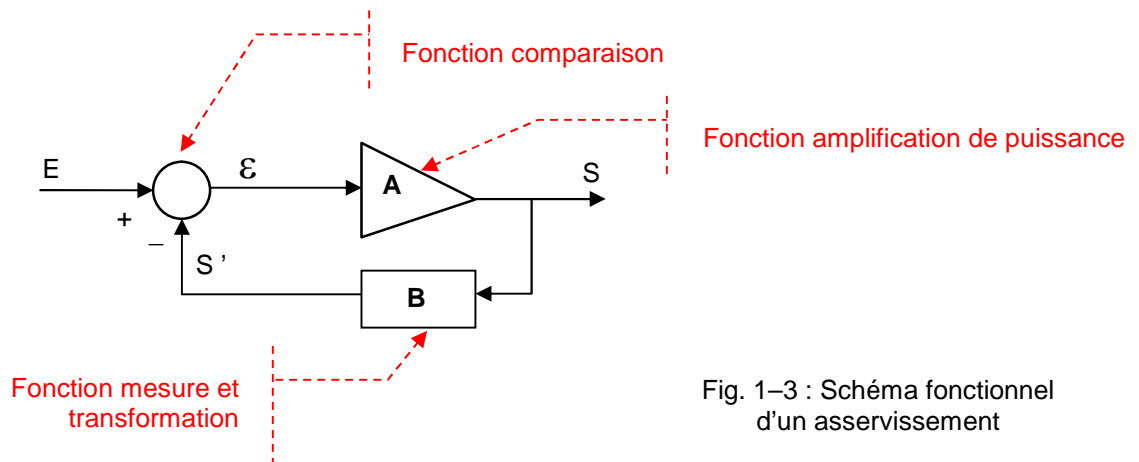 Fonction comparaison
Fonction amplification de puissance
E
ε
A
S
+
–
S ’
B
Fonction mesure et
transformation
Fig. 1–3 : Schéma fonctionnel
d’un asservissement